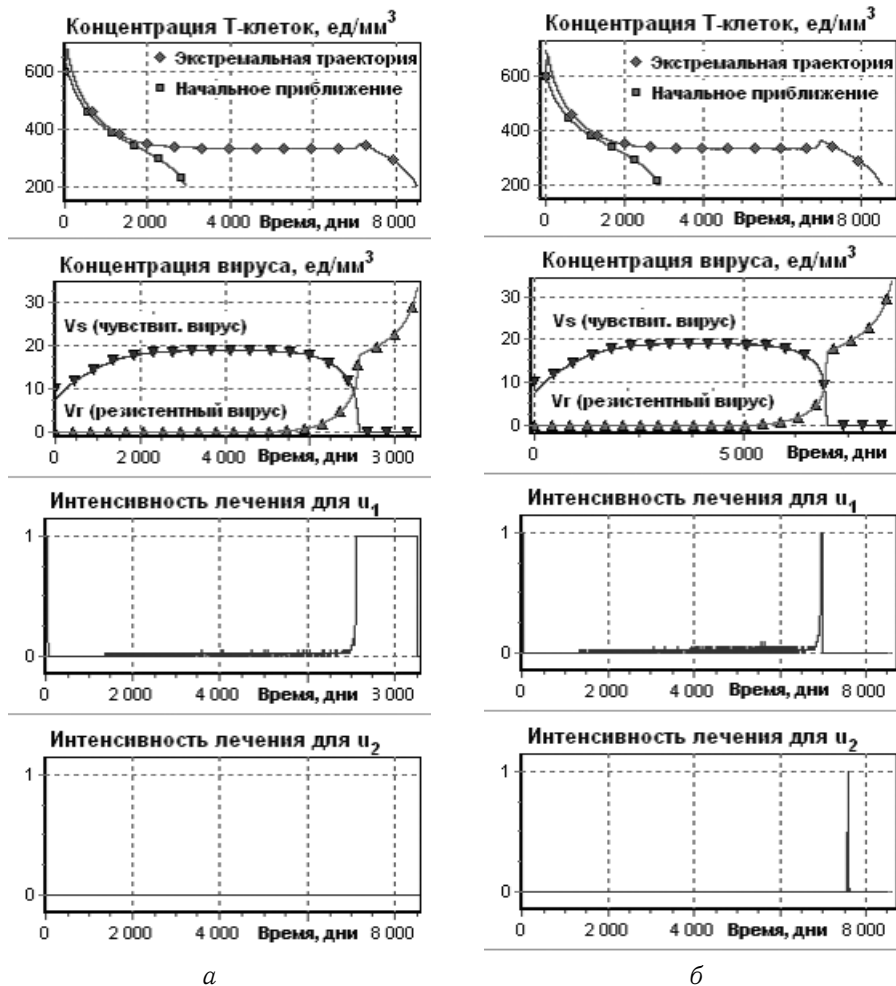 Концентрация Т-клеток, ед/мм³
600
400
200
Экстремальная траектория
Начальное приближение
0 2 000 4 000 Время, дни 8 000
Концентрация вируса, ед/мм³
30
20
10
0
Vs (чувствит. вирус)
Vr (резистентный вирус)
0 2 000 4 000 Время, дни 3 000
Интенсивность лечения для u₁
1
0
0 2 000 4 000 Время, дни 3 000
Интенсивность лечения для u₂
1
0
0 2 000 4 000 Время, дни 8 000
а
Концентрация Т-клеток, ед/мм³
600
400
200
Экстремальная траектория
Начальное приближение
0 2 000 4 000 Время, дни 8 000
Концентрация вируса, ед/мм³
30
20
10
0
Vs (чувствит. вирус)
Vr (резистентный вирус)
0 5 000 Время, дни
Интенсивность лечения для u₁
1
0
0 2 000 4 000 Время, дни 8 000
Интенсивность лечения для u₂
1
0
0 2 000 4 000 Время, дни 8 000
б